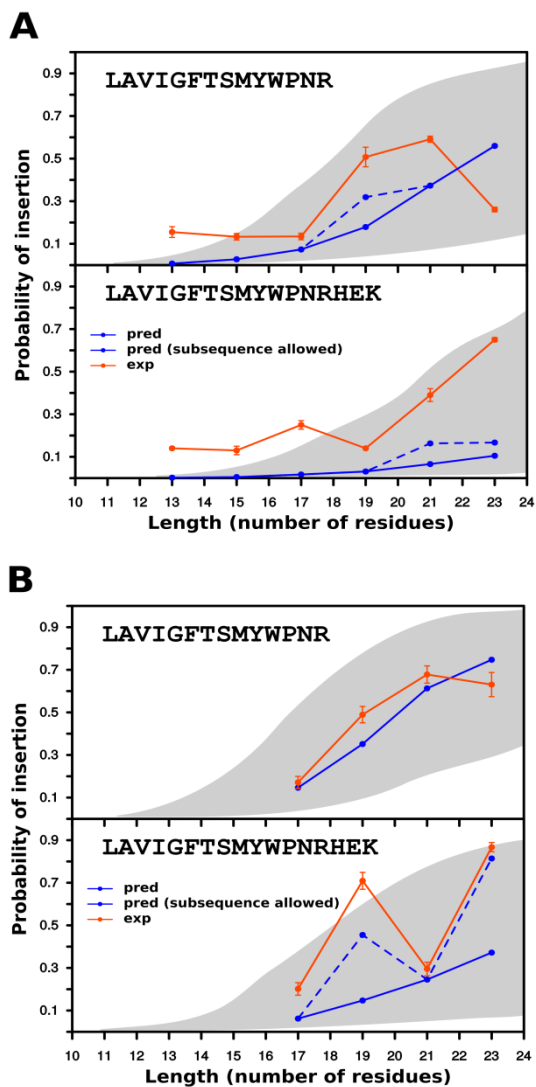 A
Probability of insertion
LAVIGFTSMYWPNR
0.9
0.7
0.5
0.3
0.1
LAVIGFTSMYWPNRHEK
pred
pred (subsequence allowed)
exp
0.9
0.7
0.5
0.3
0.1
10 11 12 13 14 15 16 17 18 19 20 21 22 23 24
Length (number of residues)
B
Probability of insertion
LAVIGFTSMYWPNR
0.9
0.7
0.5
0.3
0.1
LAVIGFTSMYWPNRHEK
pred
pred (subsequence allowed)
exp
0.9
0.7
0.5
0.3
0.1
10 11 12 13 14 15 16 17 18 19 20 21 22 23 24
Length (number of residues)